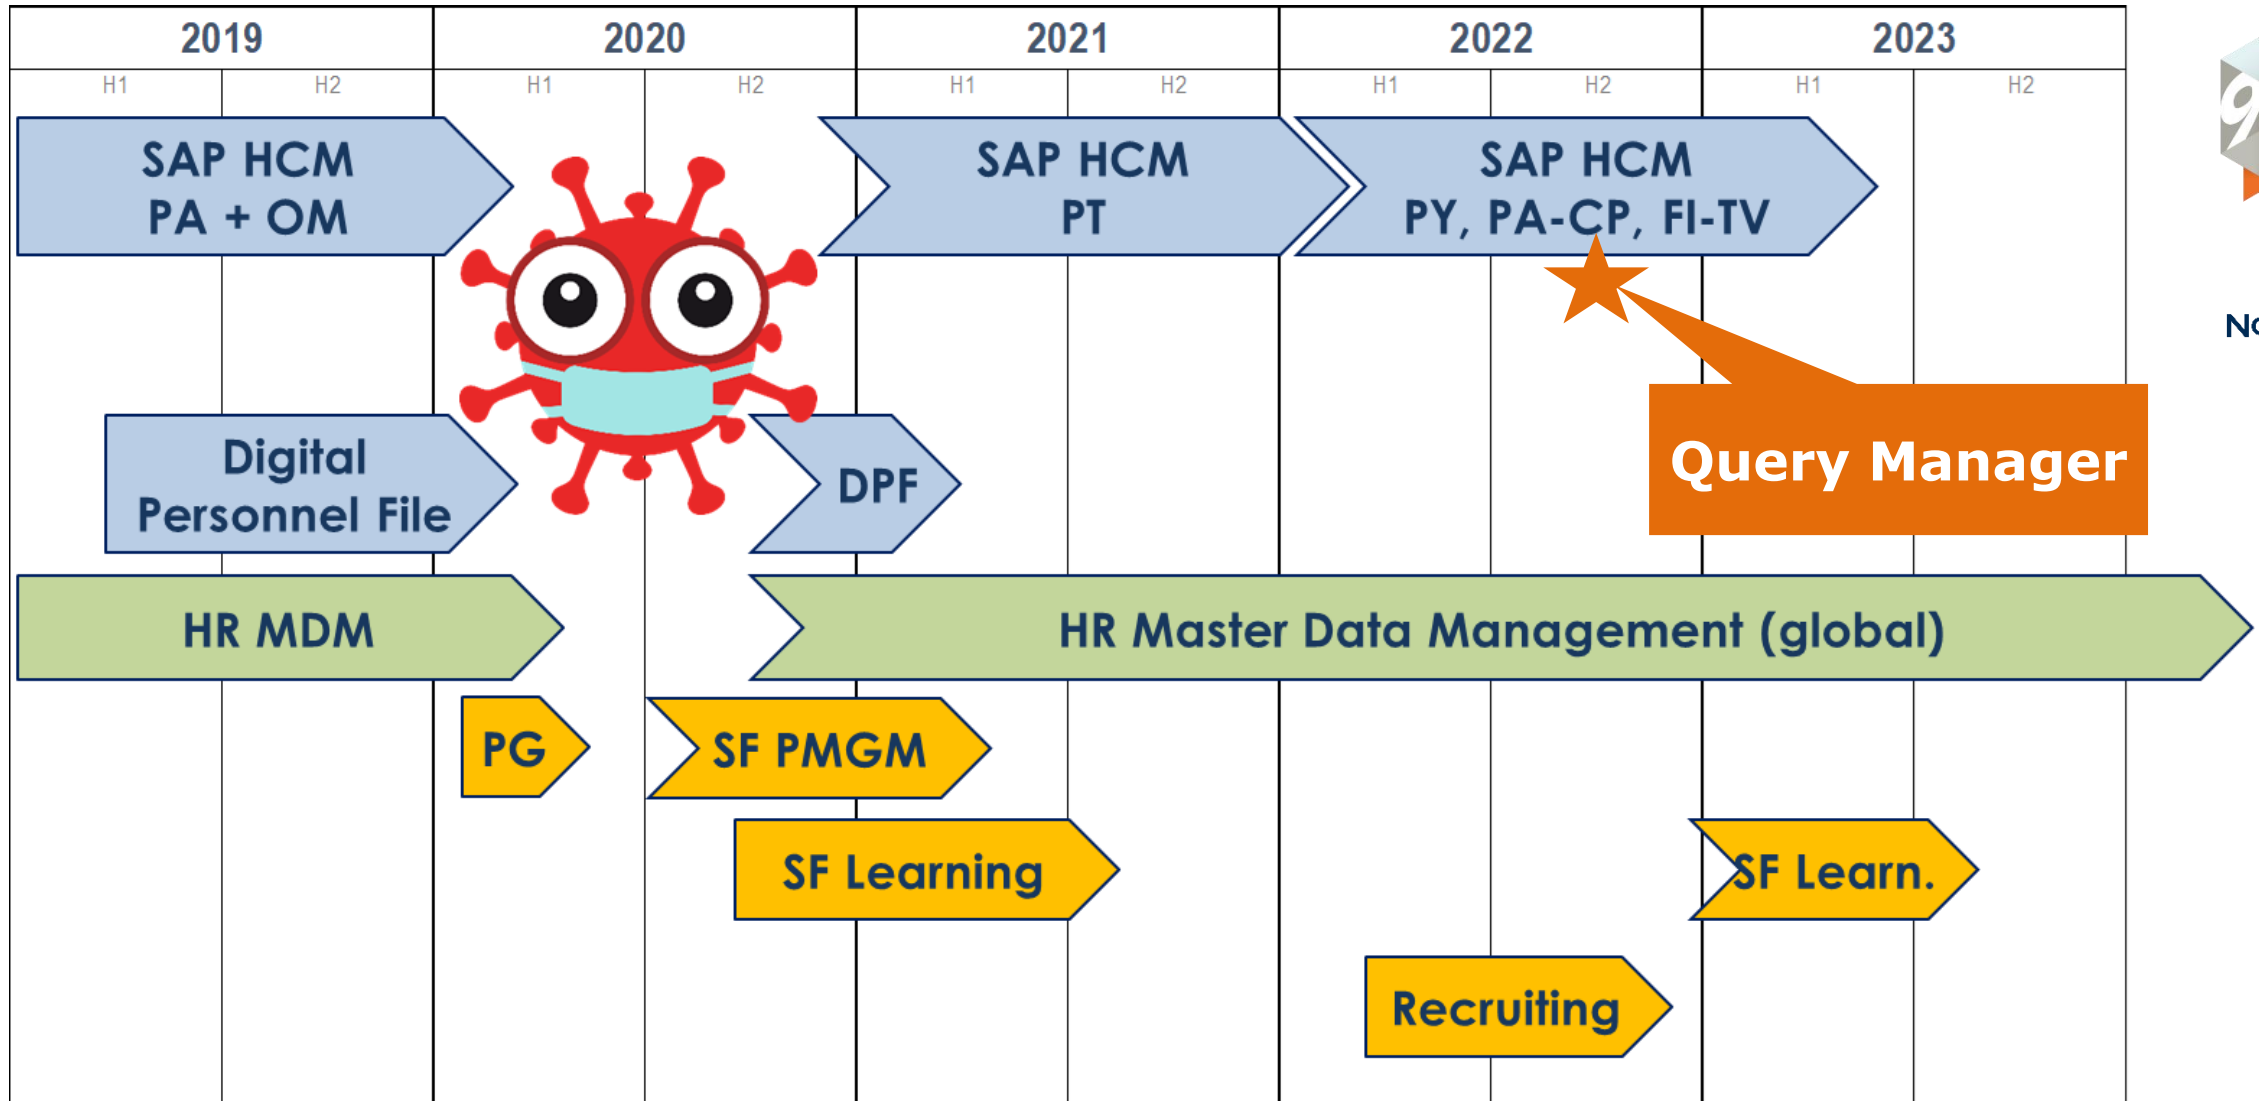 2019 2020 2021 2022 2023
H1 H2 H1 H2 H1 H2 H1 H2 H1 H2
SAP HCM
PA + OM
SAP HCM
PT
SAP HCM
PY, PA-CP, FI-TV
Query Manager
Digital
Personnel File
DPF
HR MDM
HR Master Data Management (global)
PG
SF PMGM
SF Learning
SF Learn.
Recruiting